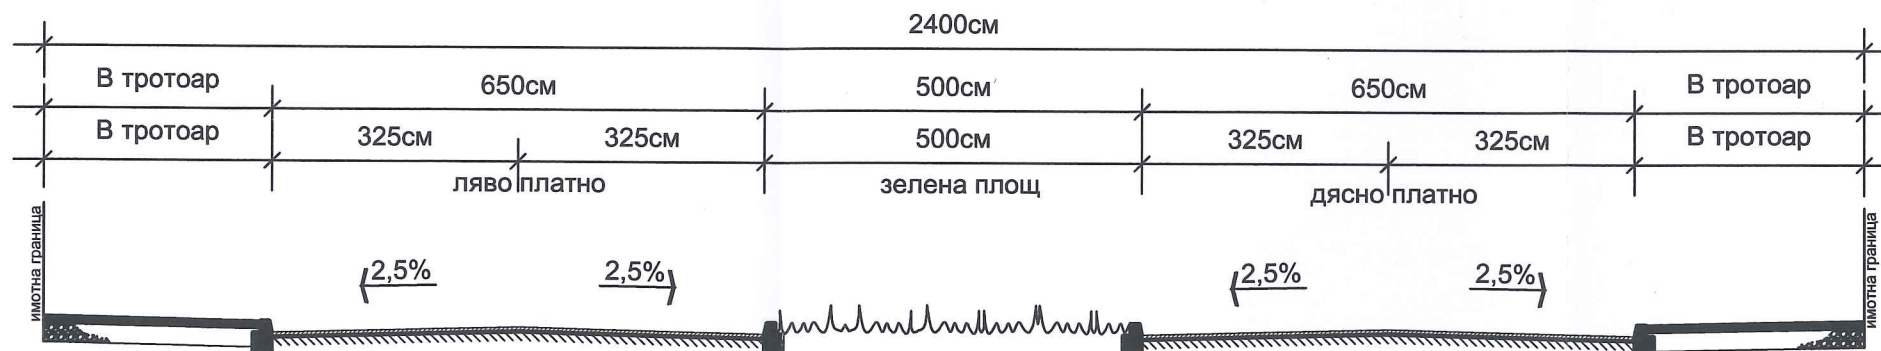 2400см
В тротоар 650см 500см 650см В тротоар
В тротоар 325см 325см 500см 325см 325см В тротоар
ляво платно зелена площ дясно платно
имотна граница 2,5% 2,5% 2,5% 2,5% имотна граница